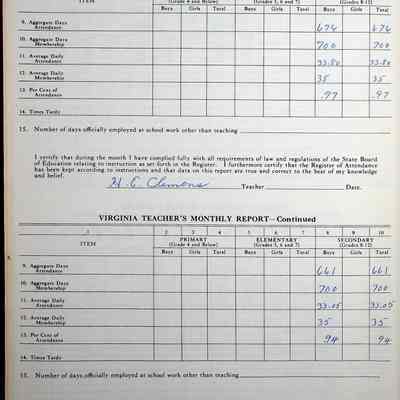 ITEM (Grade 4 and Below) (Grades 5, 6 and 7) (Grades 8-12)
Boys Girls Total Boys Girls Total Boys Girls Total
9. Aggregate Days Attendance 676 676
10. Aggregate Days Membership 700 700
11. Average Daily Attendance 33.80 33.80
12. Average Daily Membership 35 35
13. Per Cent of Attendance .97 .97
14. Times Tardy
15. Number of days officially employed at school work other than teaching
I certify that during the month I have complied fully with all requirements of law and regulations of the State Board
of Education relating to instruction as set forth in the Register. I furthermore certify that the Register of Attendance
has been kept according to instructions and that data on this report are true and correct to the best of my knowledge
and belief.
H. E. Clemons Teacher Date.
VIRGINIA TEACHER'S MONTHLY REPORT—Continued
1 2 3 4 5 6 7 8 9 10
ITEM PRIMARY (Grade 4 and Below) ELEMENTARY (Grades 5, 6 and 7) SECONDARY (Grades 8-12)
Boys Girls Total Boys Girls Total Boys Girls Total
9. Aggregate Days Attendance 661 661
10. Aggregate Days Membership 700 700
11. Average Daily Attendance 33.05 33.05
12. Average Daily Membership 35 35
13. Per Cent of Attendance 94 94
14. Times Tardy
15. Number of days officially employed at school work other than teaching